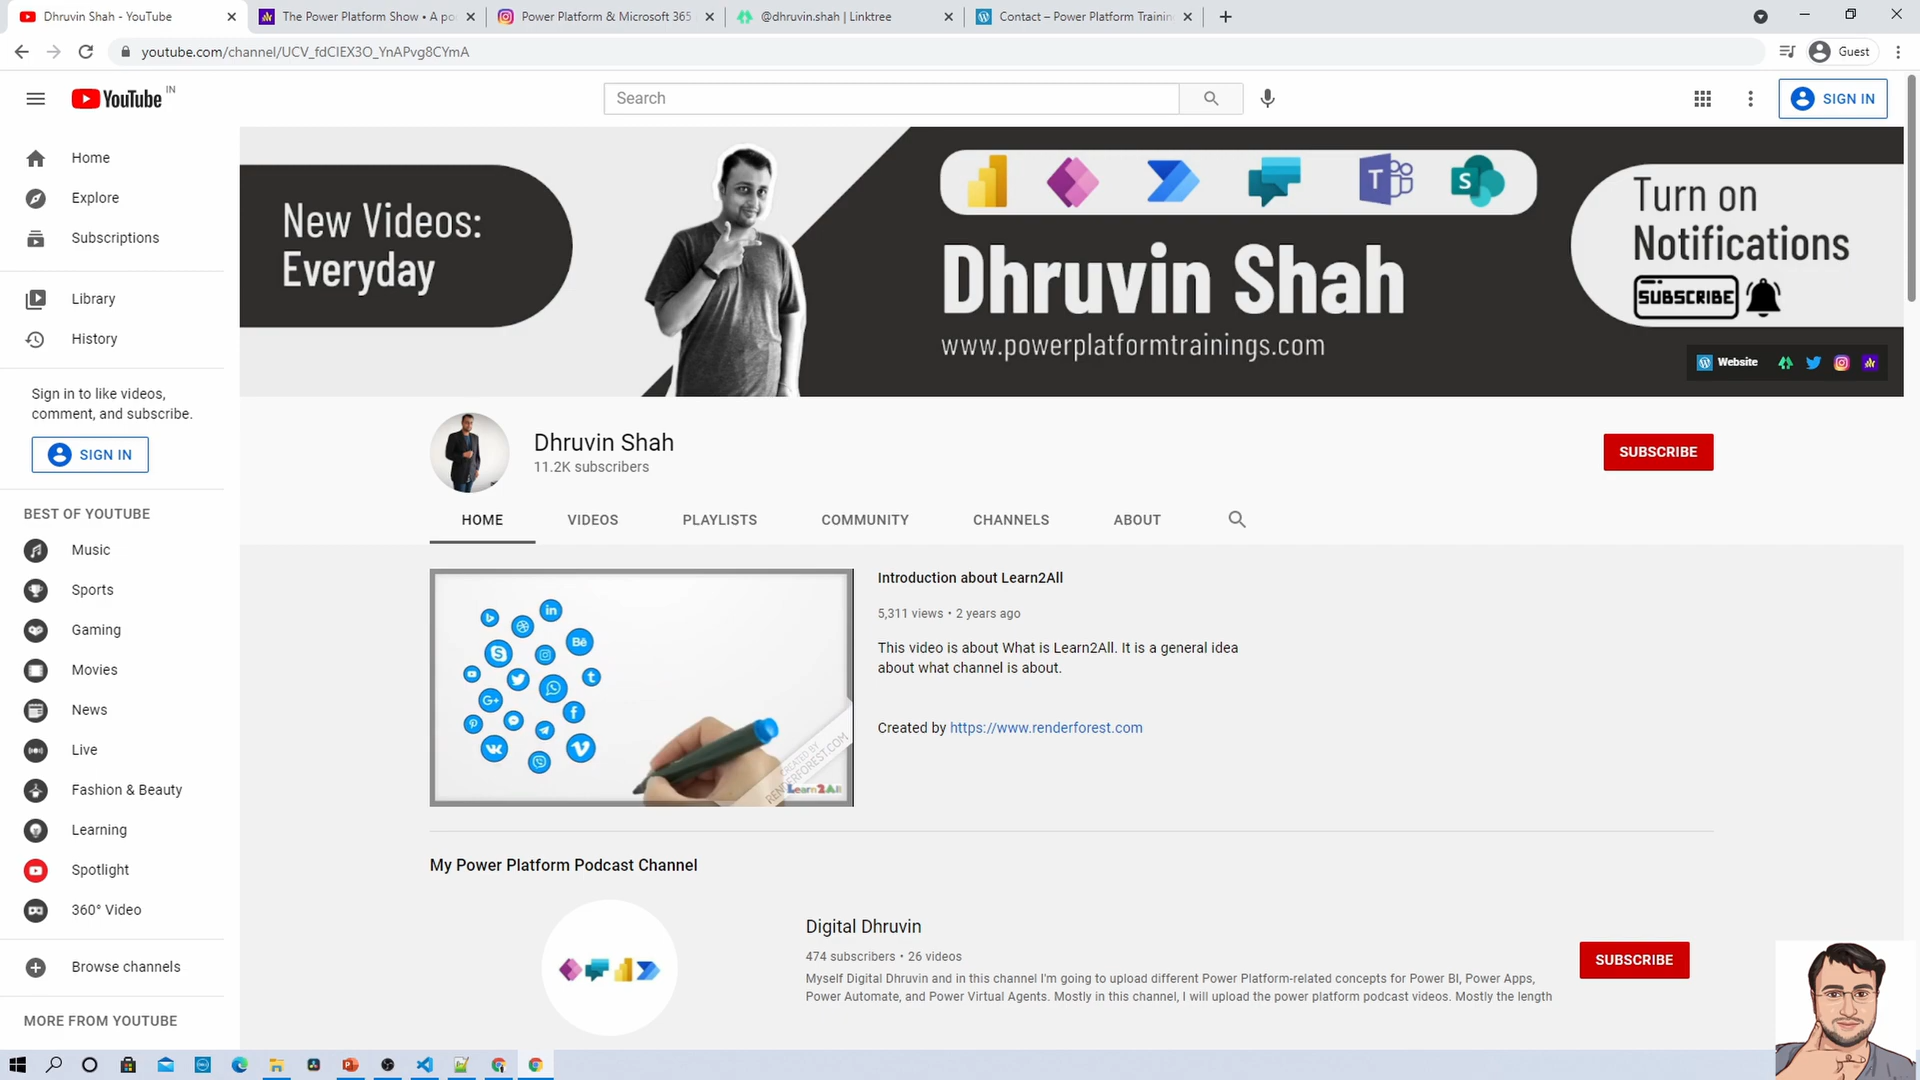 Dhruvin Shah - YouTube
The Power Platform Show • A po
Power Platform & Microsoft 365
@dhruvin.shah | Linktree
Contact – Power Platform Trainin
youtube.com/channel/UCV_fdCIEX3O_YnAPvg8CYmA
Guest
YouTube IN
Search
SIGN IN
Home
Explore
Subscriptions
Library
History
Sign in to like videos,
comment, and subscribe.
SIGN IN
BEST OF YOUTUBE
Music
Sports
Gaming
Movies
News
Live
Fashion & Beauty
Learning
Spotlight
360° Video
Browse channels
MORE FROM YOUTUBE
New Videos:
Everyday
Dhruvin Shah
www.powerplatformtrainings.com
Turn on
Notifications
SUBSCRIBE
Website
Dhruvin Shah
11.2K subscribers
SUBSCRIBE
HOME
VIDEOS
PLAYLISTS
COMMUNITY
CHANNELS
ABOUT
CREATED BY
RENDERFOREST.COM
Learn2All
Introduction about Learn2All
5,311 views • 2 years ago
This video is about What is Learn2All. It is a general idea
about what channel is about.
Created by https://www.renderforest.com
My Power Platform Podcast Channel
Digital Dhruvin
474 subscribers • 26 videos
Myself Digital Dhruvin and in this channel I'm going to upload different Power Platform-related concepts for Power BI, Power Apps,
Power Automate, and Power Virtual Agents. Mostly in this channel, I will upload the power platform podcast videos. Mostly the length
SUBSCRIBE